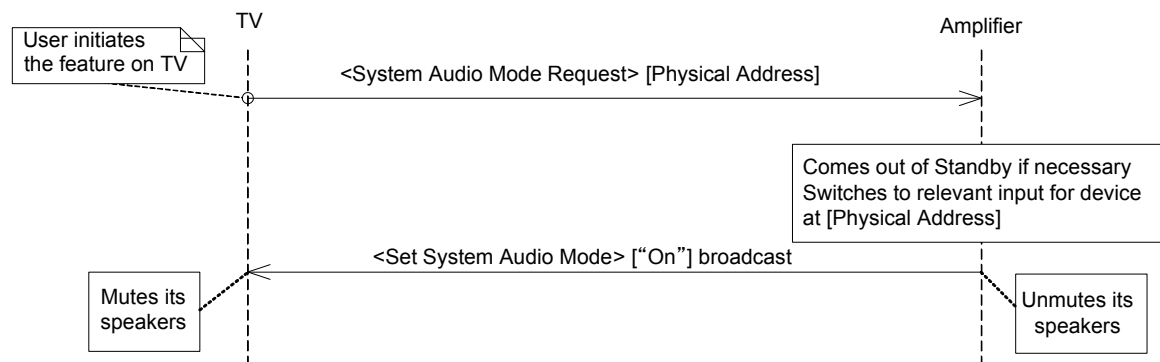 TV
Amplifier
User initiates
the feature on TV
<System Audio Mode Request> [Physical Address]
Comes out of Standby if necessary
Switches to relevant input for device
at [Physical Address]
<Set System Audio Mode> [“On”] broadcast
Mutes its
speakers
Unmutes its
speakers